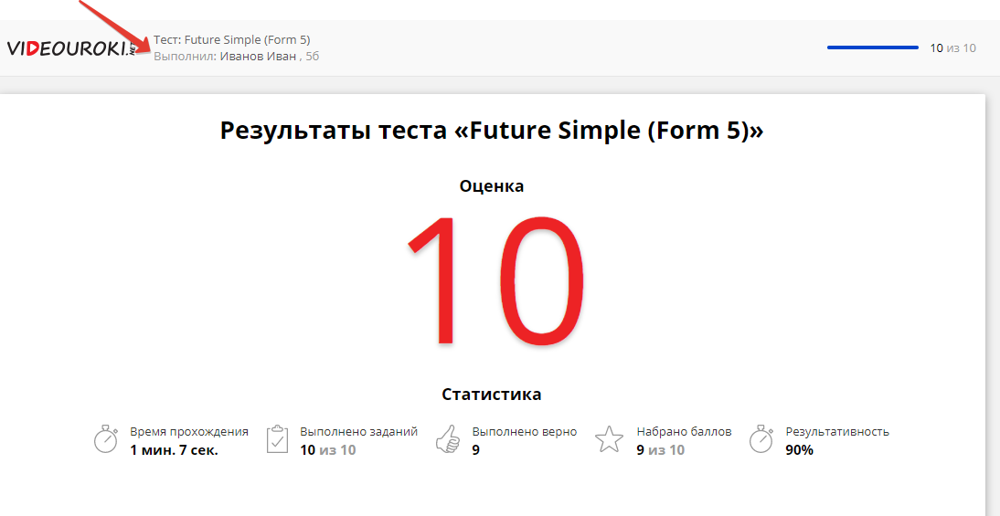 VIDEOUROKI.NET
Тест: Future Simple (Form 5)
Выполнил: Иванов Иван , 5б
10 из 10
Результаты теста «Future Simple (Form 5)»
Оценка
10
Статистика
Время прохождения
1 мин. 7 сек.
Выполнено заданий
10 из 10
Выполнено верно
9
Набрано баллов
9 из 10
Результативность
90%